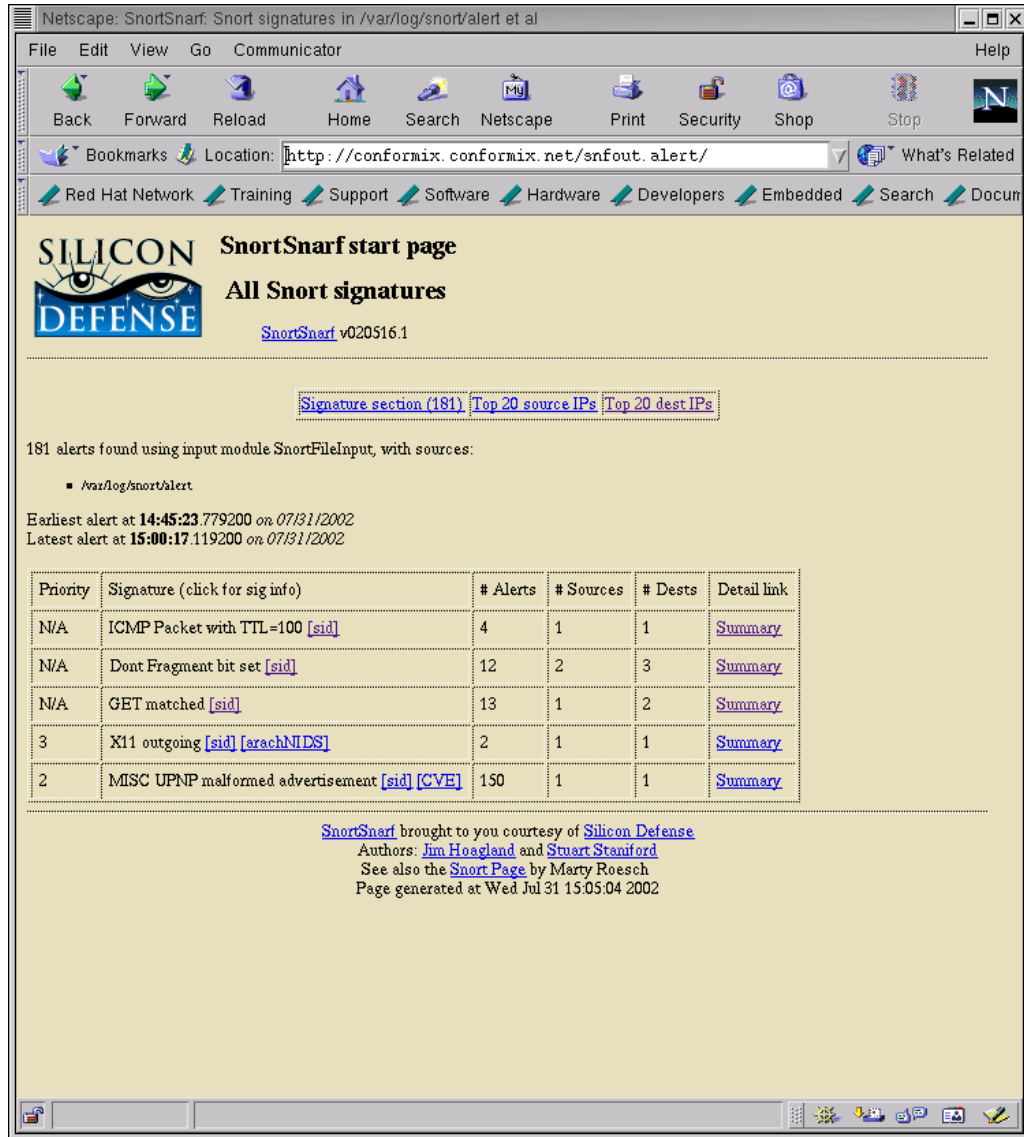 Netscape: SnortSnarf: Snort signatures in /var/log/snort/alert et al
File Edit View Go Communicator Help
Back Forward Reload Home Search Netscape Print Security Shop Stop N
My
Bookmarks Location: http://conformix.conformix.net/snfout.alert/ What's Related
Red Hat Network Training Support Software Hardware Developers Embedded Search Docum
SILICON DEFENSE
SnortSnarf start page
All Snort signatures
SnortSnarf v020516.1
Signature section (181) Top 20 source IPs Top 20 dest IPs
181 alerts found using input module SnortFileInput, with sources:
/var/log/snort/alert
Earliest alert at 14:45:23.779200 on 07/31/2002
Latest alert at 15:00:17.119200 on 07/31/2002
Priority Signature (click for sig info) # Alerts # Sources # Dests Detail link
N/A ICMP Packet with TTL=100 [sid] 4 1 1 Summary
N/A Dont Fragment bit set [sid] 12 2 3 Summary
N/A GET matched [sid] 13 1 2 Summary
3 X11 outgoing [sid] [arachNIDS] 2 1 1 Summary
2 MISC UPNP malformed advertisement [sid] [CVE] 150 1 1 Summary
SnortSnarf brought to you courtesy of Silicon Defense
Authors: Jim Hoagland and Stuart Staniford
See also the Snort Page by Marty Roesch
Page generated at Wed Jul 31 15:05:04 2002